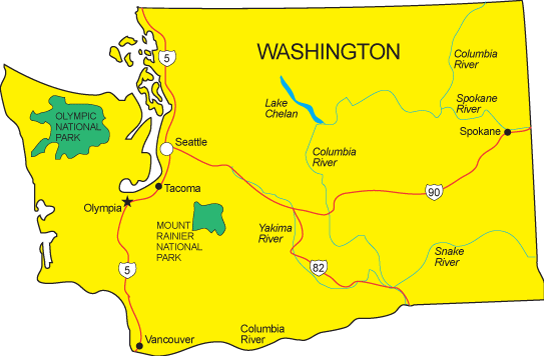 5
WASHINGTON
Columbia
River
Lake
Chelan
Spokane
River
OLYMPIC
NATIONAL
PARK
Seattle
Spokane
Columbia
River
Tacoma
90
Olympia
MOUNT
RAINIER
NATIONAL
PARK
Yakima
River
Snake
River
5
82
Columbia
River
Vancouver